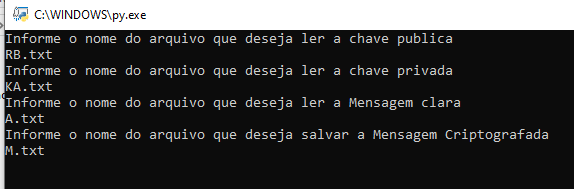 C:\WINDOWS\py.exe
Informe o nome do arquivo que deseja ler a chave publica
RB.txt
Informe o nome do arquivo que deseja ler a chave privada
KA.txt
Informe o nome do arquivo que deseja ler a Mensagem clara
A.txt
Informe o nome do arquivo que deseja salvar a Mensagem Criptografada
M.txt